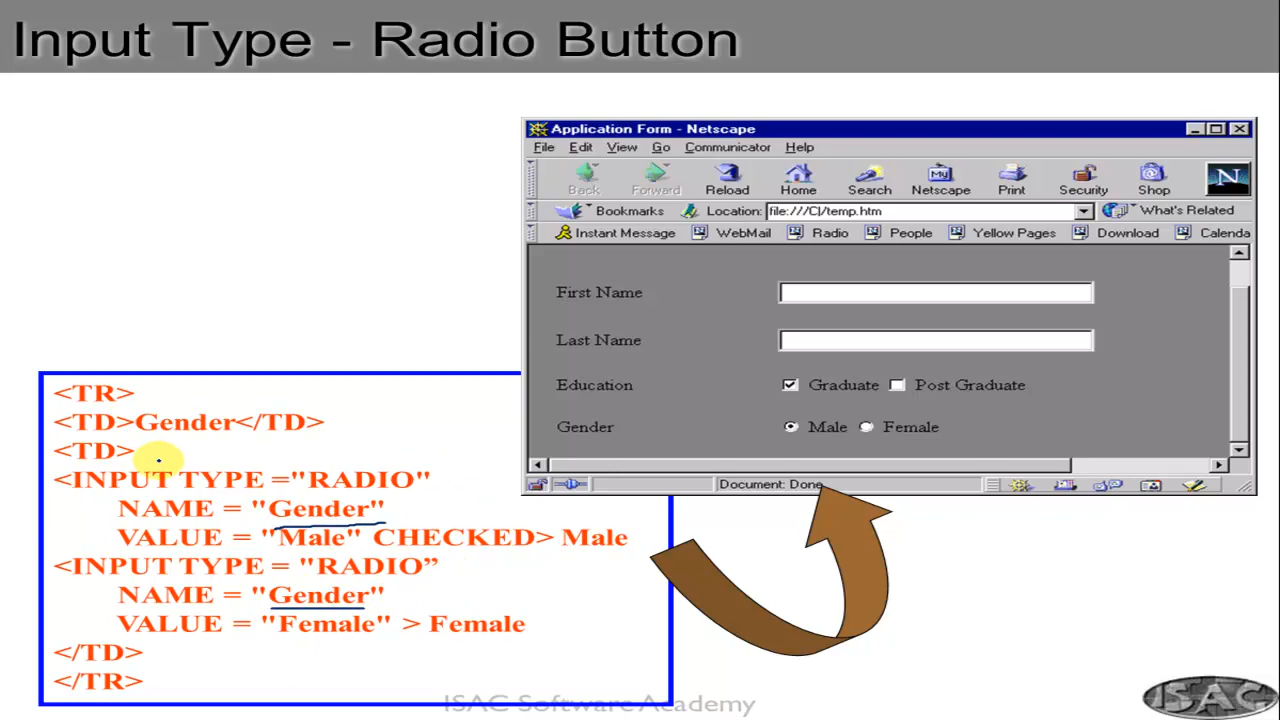 Input Type - Radio Button
Application Form - Netscape
File Edit View Go Communicator Help
Back Forward Reload Home Search Netscape Print Security Shop N
Bookmarks Location: file:///C|/temp.htm What's Related
Instant Message WebMail Radio People Yellow Pages Download Calenda
First Name
Last Name
Education Graduate Post Graduate
Gender Male Female
Document: Done
<TR>
<TD>Gender</TD>
<TD>
<INPUT TYPE ="RADIO"
NAME = "Gender"
VALUE = "Male" CHECKED> Male
<INPUT TYPE = "RADIO”
NAME = "Gender"
VALUE = "Female" > Female
</TD>
</TR>
ISAC Software Academy
ISAC